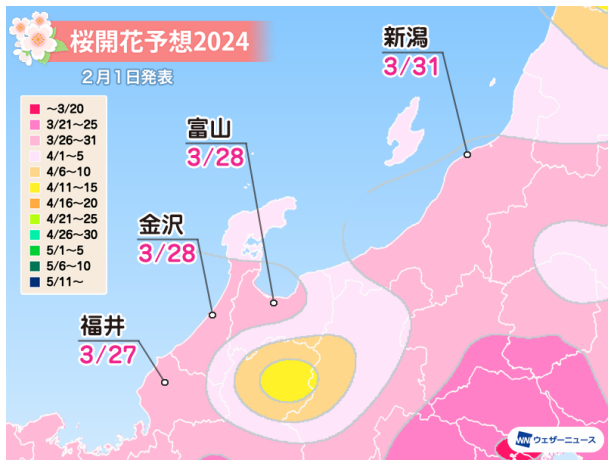 桜開花予想2024
2月1日発表
～3/20
3/21～25
3/26～31
4/1～5
4/6～10
4/11～15
4/16～20
4/21～25
4/26～30
5/1～5
5/6～10
5/11～
新潟
3/31
富山
3/28
金沢
3/28
福井
3/27
WN ウェザーニュース